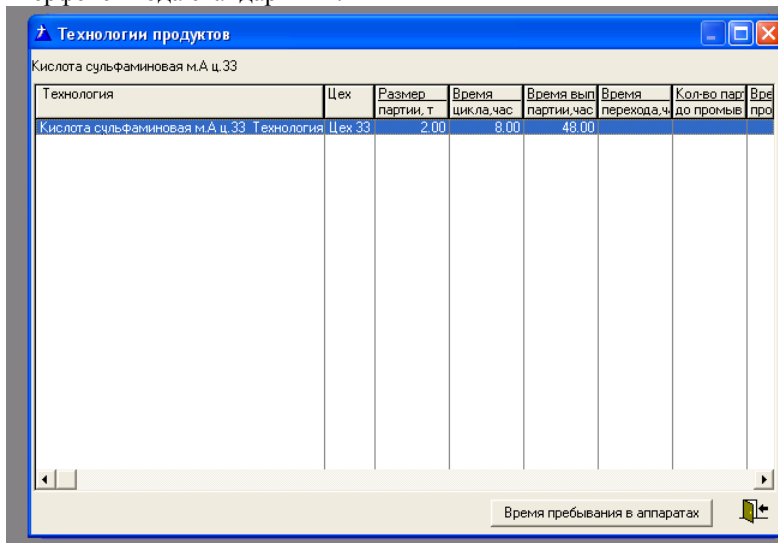 Технологии продуктов
Кислота сульфаминовая м.А ц.33
Технология Цех Размер партии, т Время цикла,час Время вып партии,час Время перехода,ч Кол-во пар до промыв Вре про
Кислота сульфаминовая м.А ц.33 Технология Цех 33 2.00 8.00 48.00
Время пребывания в аппаратах